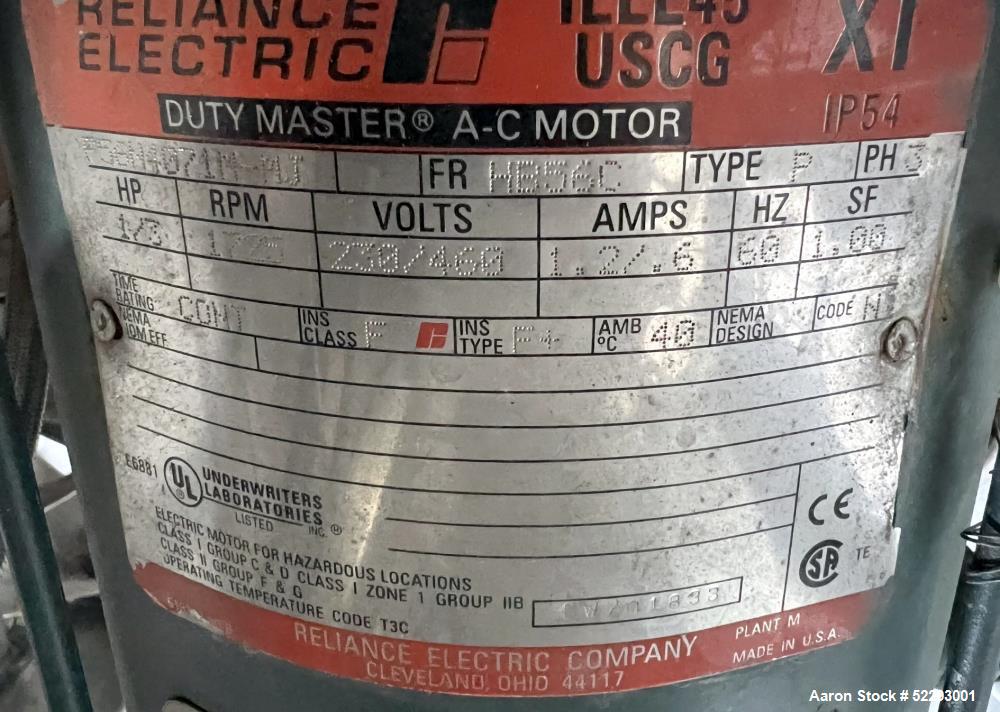 RELIANCE
ELECTRIC
USCG
XT
IP54
DUTY MASTER® A-C MOTOR
FR HB56C TYPE P PH 3
HP RPM VOLTS AMPS HZ SF
1/3 1725 230/460 1.2/.6 60 1.00
TIME RATING CONT INS CLASS F INS TYPE F+ AMB °C 40 NEMA DESIGN CODE N
NEMA NOM EFF
E6881 UL UNDERWRITERS
LABORATORIES
INC.®
LISTED
CE
SA TE
ELECTRIC MOTOR FOR HAZARDOUS LOCATIONS
CLASS I GROUP C & D CLASS I ZONE 1 GROUP IIB
CLASS II GROUP F & G
OPERATING TEMPERATURE CODE T3C
RELIANCE ELECTRIC COMPANY
CLEVELAND, OHIO 44117
PLANT M
MADE IN U.S.A.
Aaron Stock # 52293001